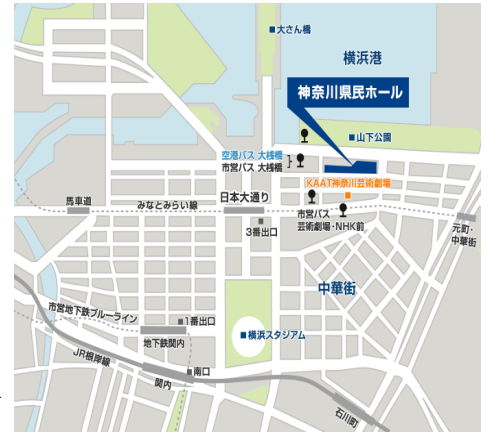 大さん橋
横浜港
神奈川県民ホール
山下公園
空港バス 大桟橋
市営バス 大桟橋
KAAT神奈川芸術劇場
馬車道
みなとみらい線
日本大通り
市営バス
芸術劇場・NHK前
3番出口
元町・
中華街
中華街
市営地下鉄ブルーライン
1番出口
地下鉄関内
横浜スタジアム
JR根岸線
南口
関内
石川町